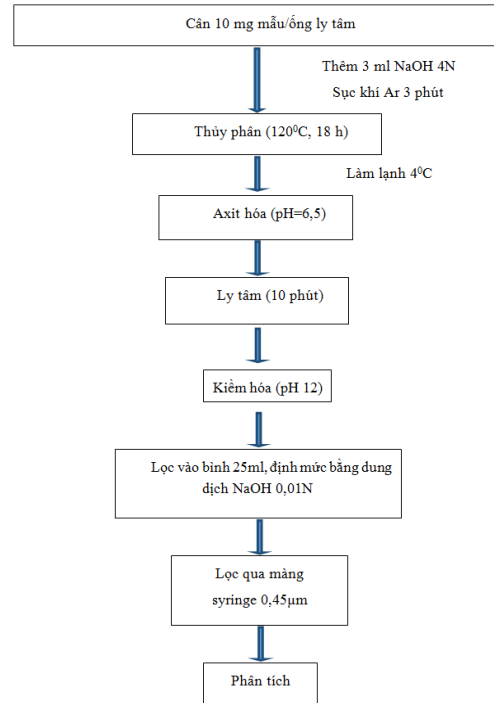 Cân 10 mg mẫu/ống ly tâm
Thêm 3 ml NaOH 4N
Sục khí Ar 3 phút
Thủy phân (120⁰C, 18 h)
Làm lạnh 4⁰C
Axit hóa (pH=6,5)
Ly tâm (10 phút)
Kiềm hóa (pH 12)
Lọc vào bình 25ml, định mức bằng dung
dịch NaOH 0,01N
Lọc qua màng
syringe 0,45µm
Phân tích